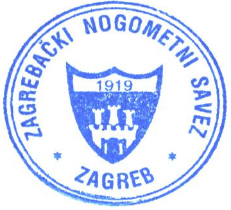 ZAGREBAČKI NOGOMETNI SAVEZ
1919
* ZAGREB *